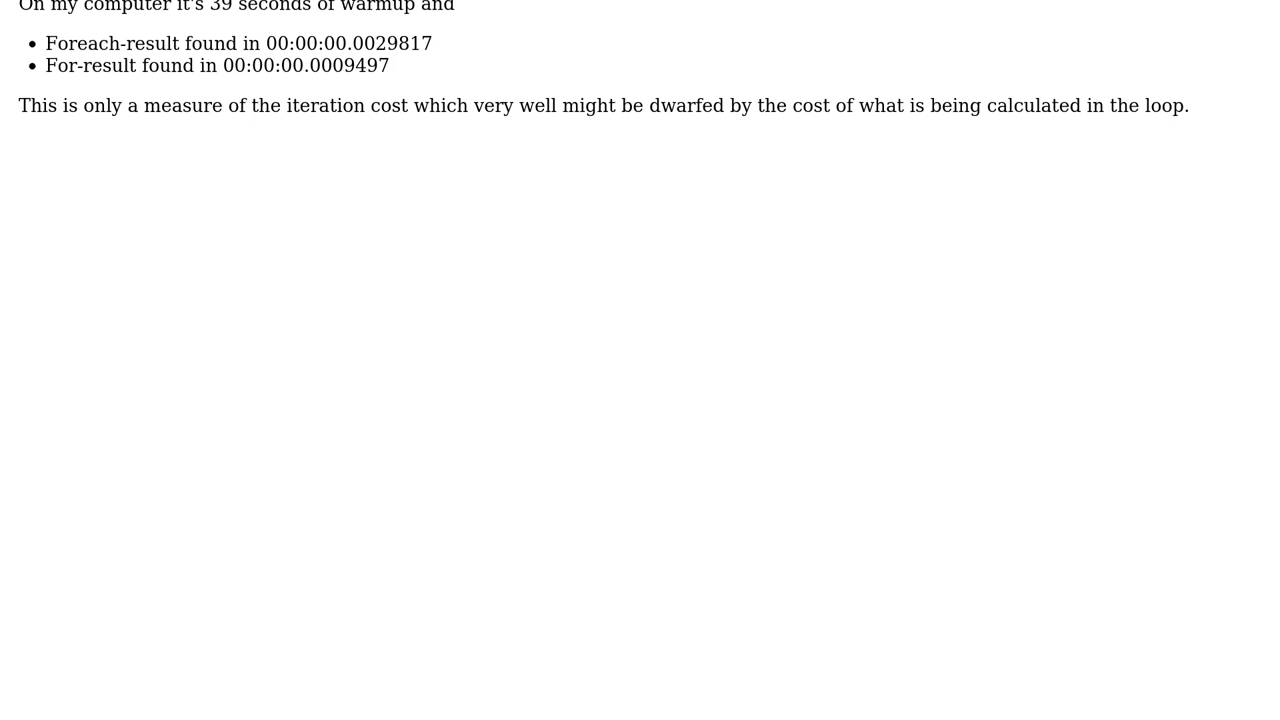 On my computer it's 39 seconds of warmup and
Foreach-result found in 00:00:00.0029817
For-result found in 00:00:00.0009497
This is only a measure of the iteration cost which very well might be dwarfed by the cost of what is being calculated in the loop.